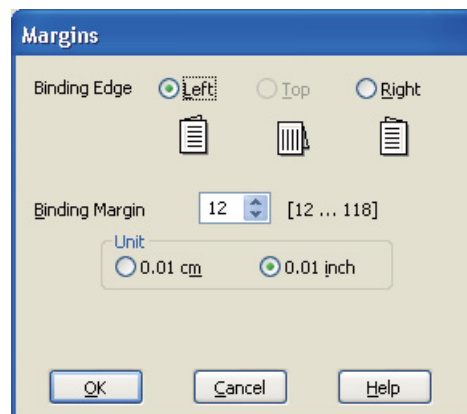 Margins
Binding Edge Left Top Right
Binding Margin 12 [12 ... 118]
Unit
0.01 cm 0.01 inch
OK Cancel Help